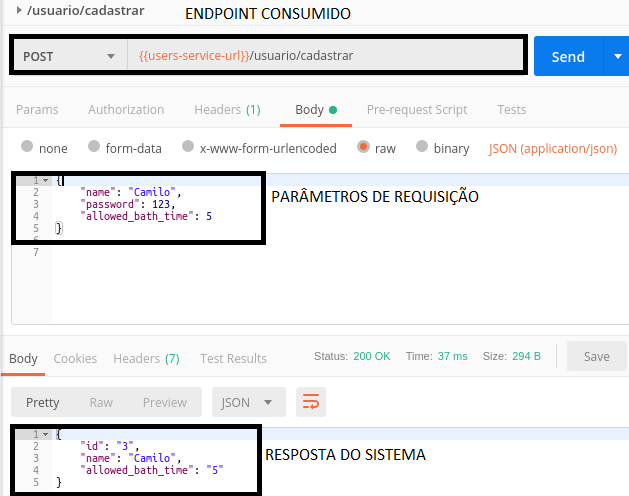 /usuario/cadastrar ENDPOINT CONSUMIDO
POST {{users-service-url}}/usuario/cadastrar Send
Params Authorization Headers (1) Body Pre-request Script Tests
none form-data x-www-form-urlencoded raw binary JSON (application/json)
1 {
2 "name": "Camilo",
3 "password": 123,
4 "allowed_bath_time": 5
5 }
6
7
PARÂMETROS DE REQUISIÇÃO
Body Cookies Headers (7) Test Results Status: 200 OK Time: 37 ms Size: 294 B Save
Pretty Raw Preview JSON
1 {
2 "id": "3",
3 "name": "Camilo",
4 "allowed_bath_time": "5"
5 }
RESPOSTA DO SISTEMA